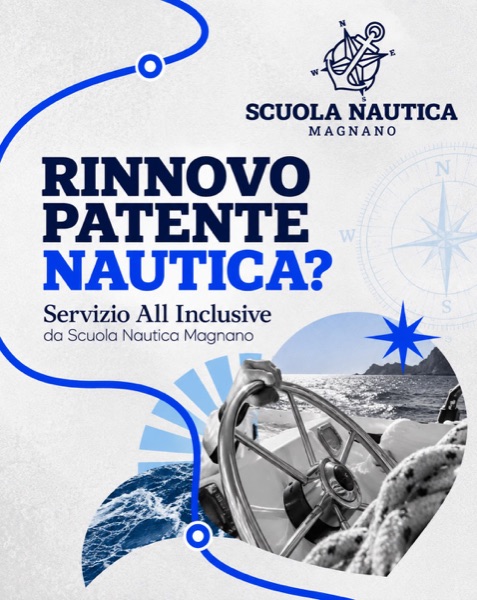 N
W E
S
SCUOLA NAUTICA
MAGNANO
RINNOVO
PATENTE
NAUTICA?
Servizio All Inclusive
da Scuola Nautica Magnano
N
W
S